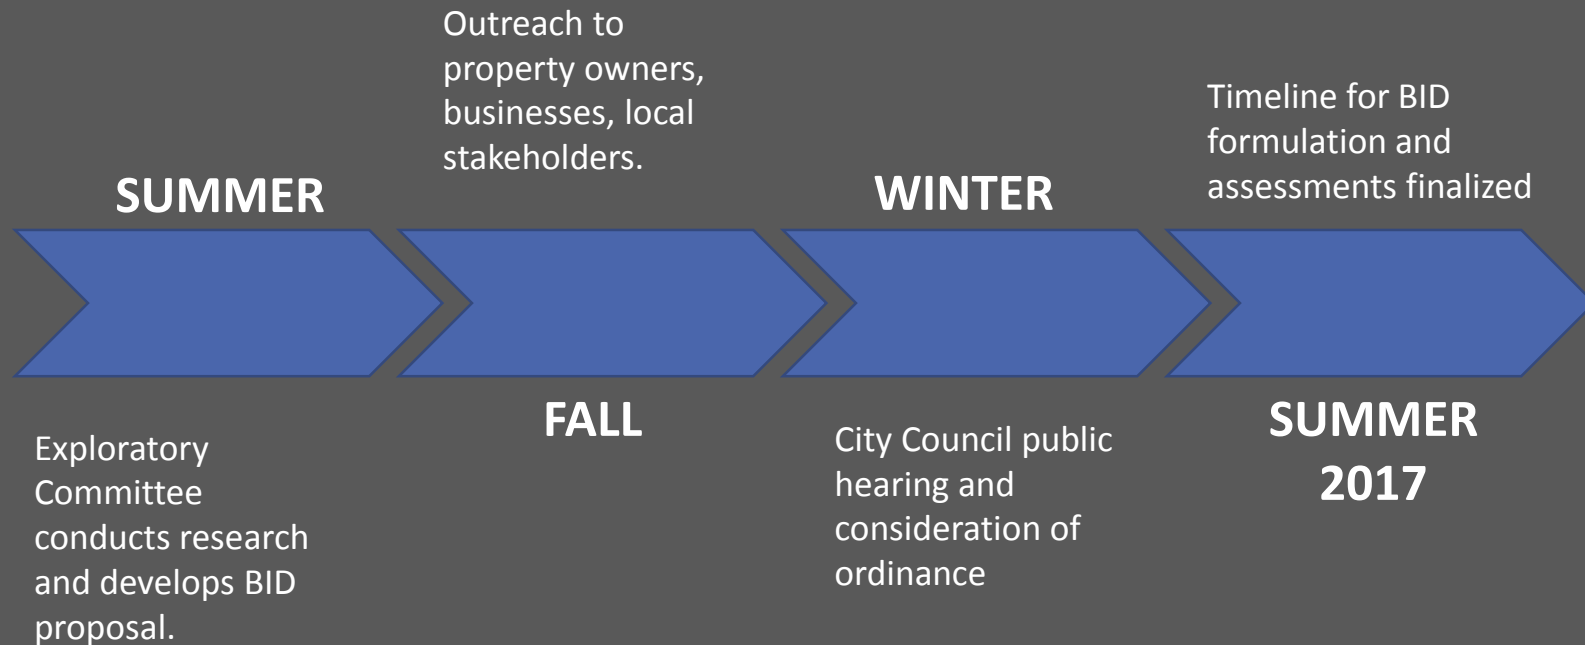 SUMMER
Exploratory
Committee
conducts research
and develops BID
proposal.
Outreach to
property owners,
businesses, local
stakeholders.
FALL
WINTER
City Council public
hearing and
consideration of
ordinance
Timeline for BID
formulation and
assessments finalized
SUMMER
2017